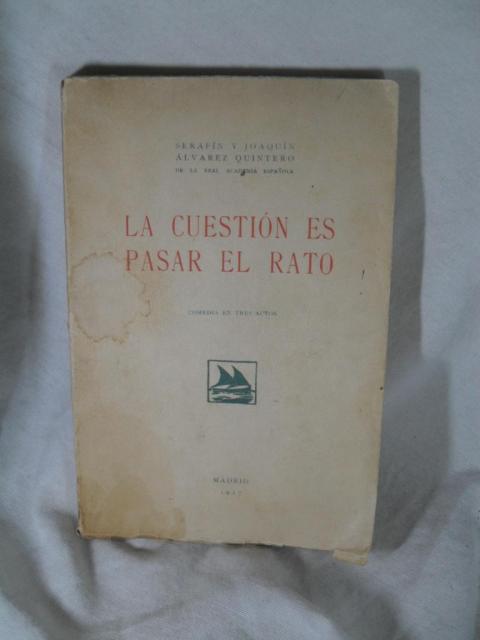 SERAFÍN Y JOAQUÍN
ÁLVAREZ QUINTERO
DE LA REAL ACADEMIA ESPAÑOLA
LA CUESTIÓN ES
PASAR EL RATO
COMEDIA EN TRES ACTOS
MADRID
1927